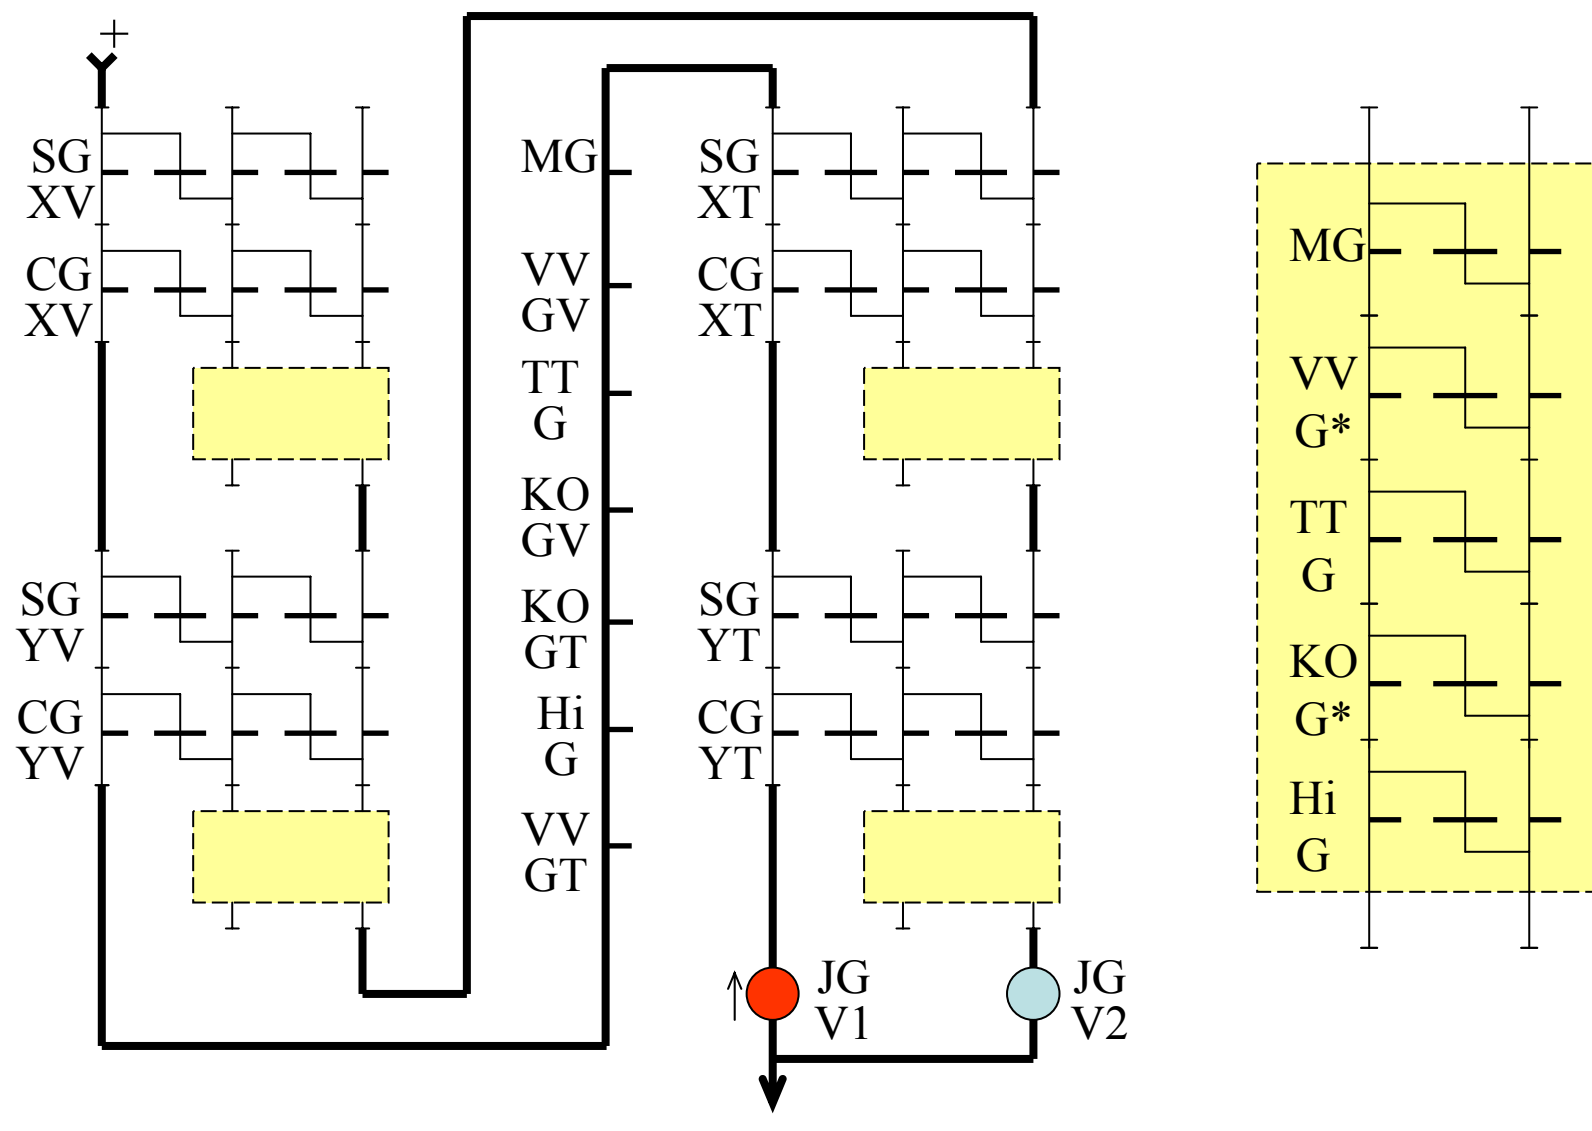 +
SG
XV
CG
XV
SG
YV
CG
YV
MG
VV
GV
TT
G
KO
GV
KO
GT
Hi
G
VV
GT
SG
XT
CG
XT
SG
YT
CG
YT
JG
V1
JG
V2
MG
VV
G*
TT
G
KO
G*
Hi
G